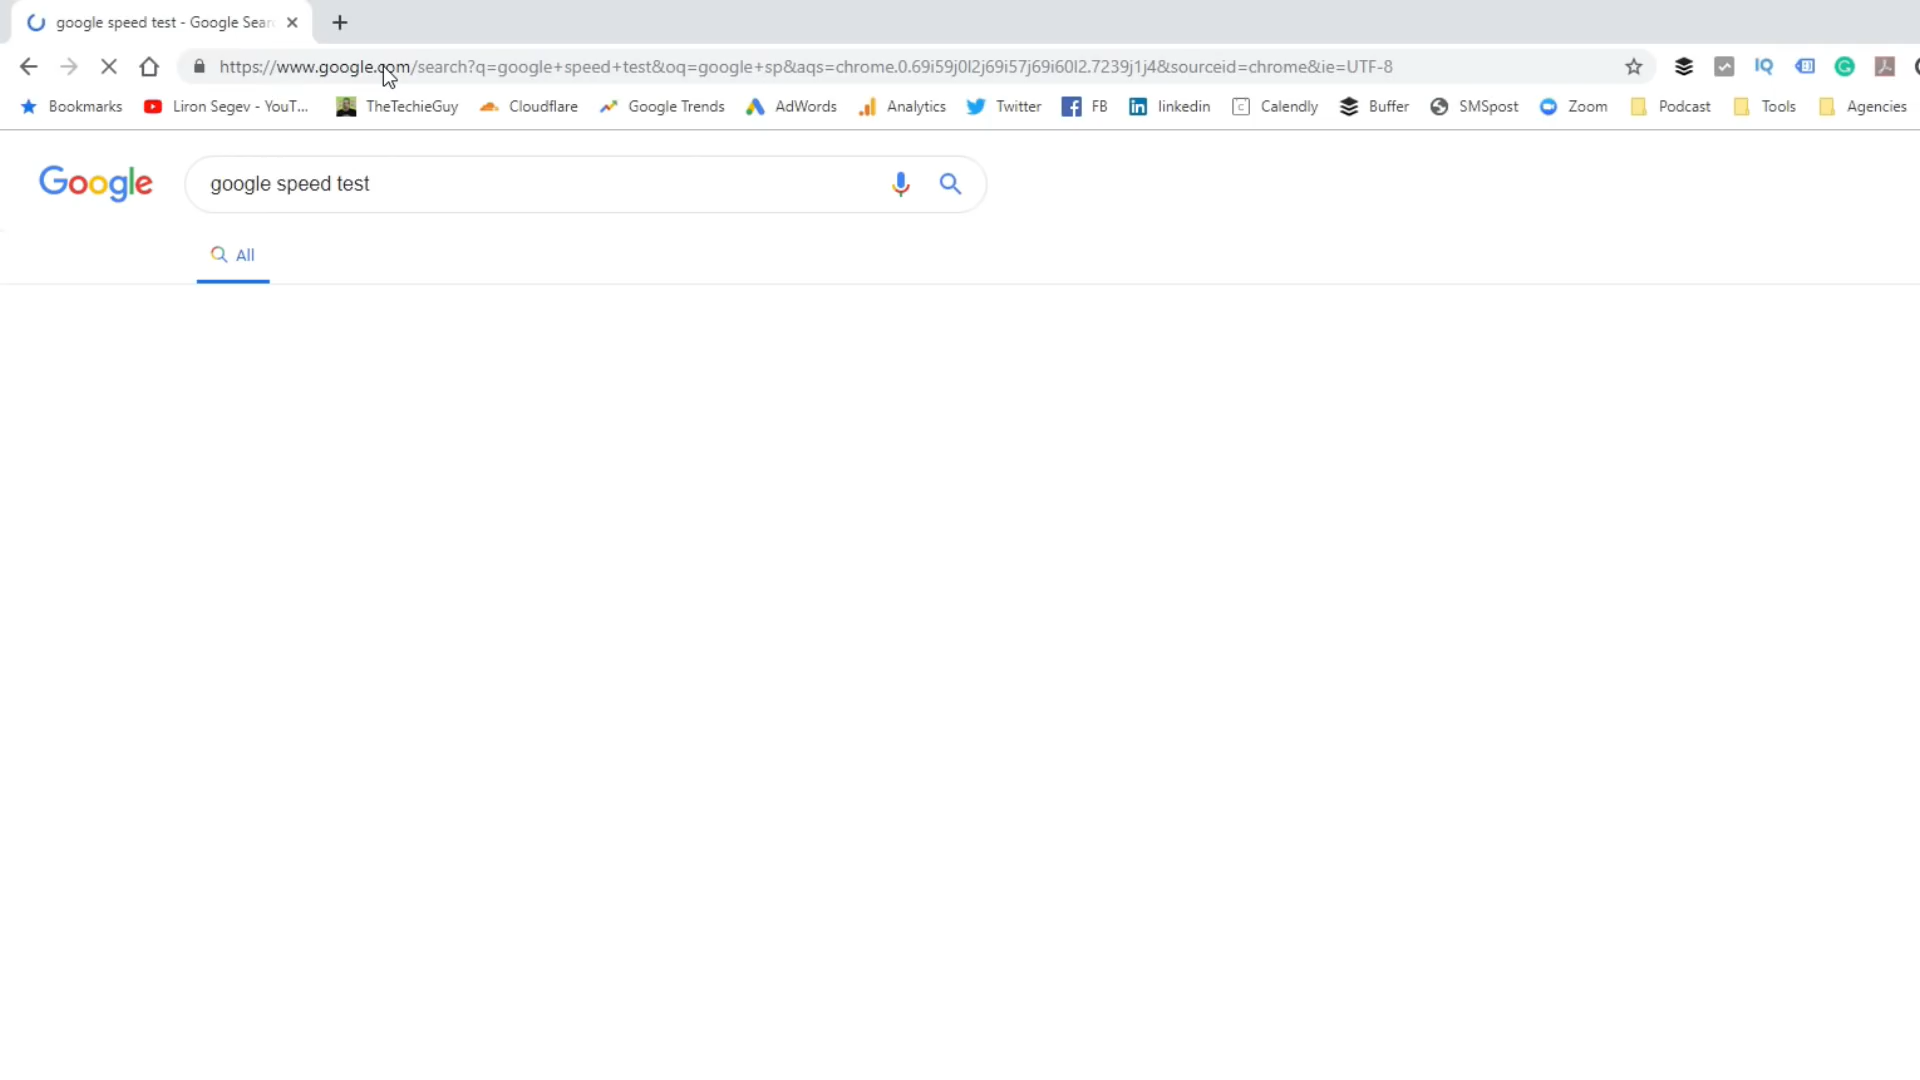 google speed test - Google Sear
https://www.google.com/search?q=google+speed+test&oq=google+sp&aqs=chrome.0.69i59j0l2j69i57j69i60l2.7239j1j4&sourceid=chrome&ie=UTF-8
IQ
Bookmarks Liron Segev - YouT... TheTechieGuy Cloudflare Google Trends AdWords Analytics Twitter FB linkedin Calendly Buffer SMSpost Zoom Podcast Tools Agencies
Google google speed test
All